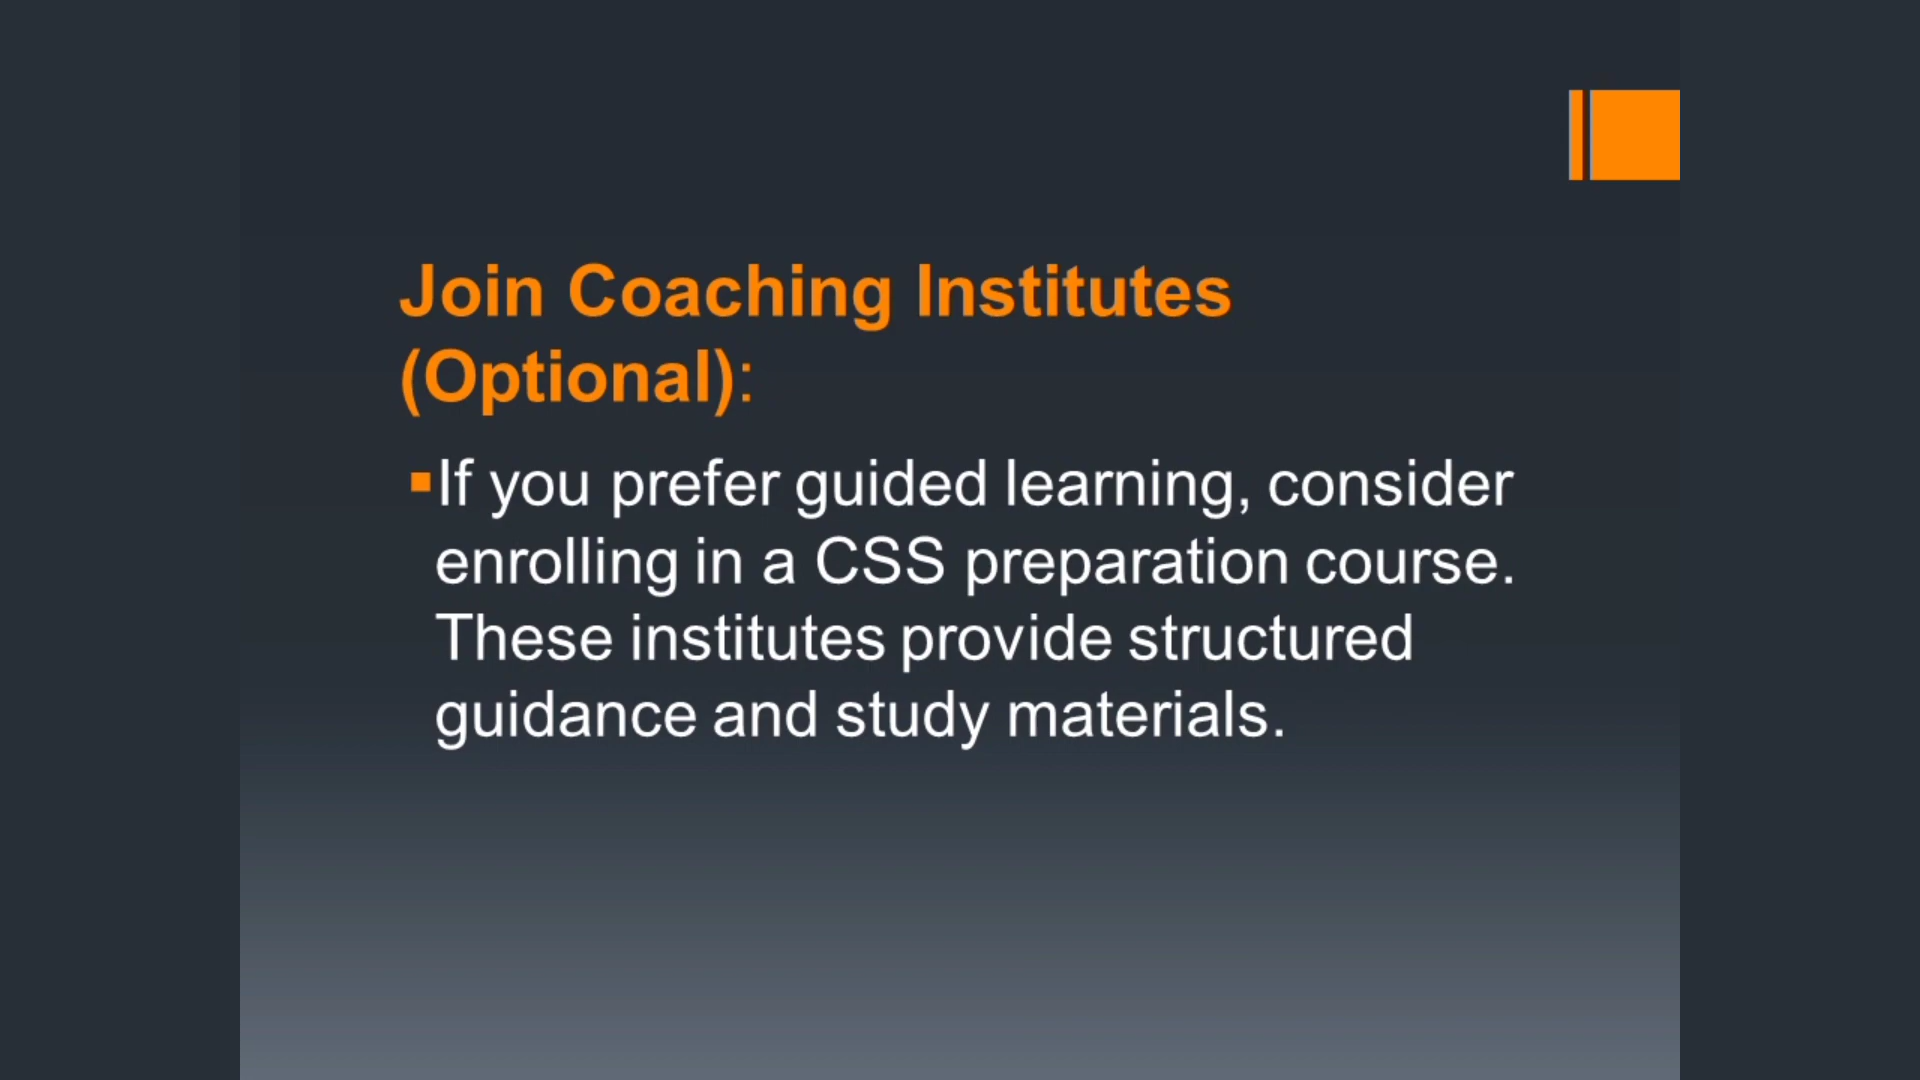 Join Coaching Institutes
(Optional):
▪If you prefer guided learning, consider
enrolling in a CSS preparation course.
These institutes provide structured
guidance and study materials.